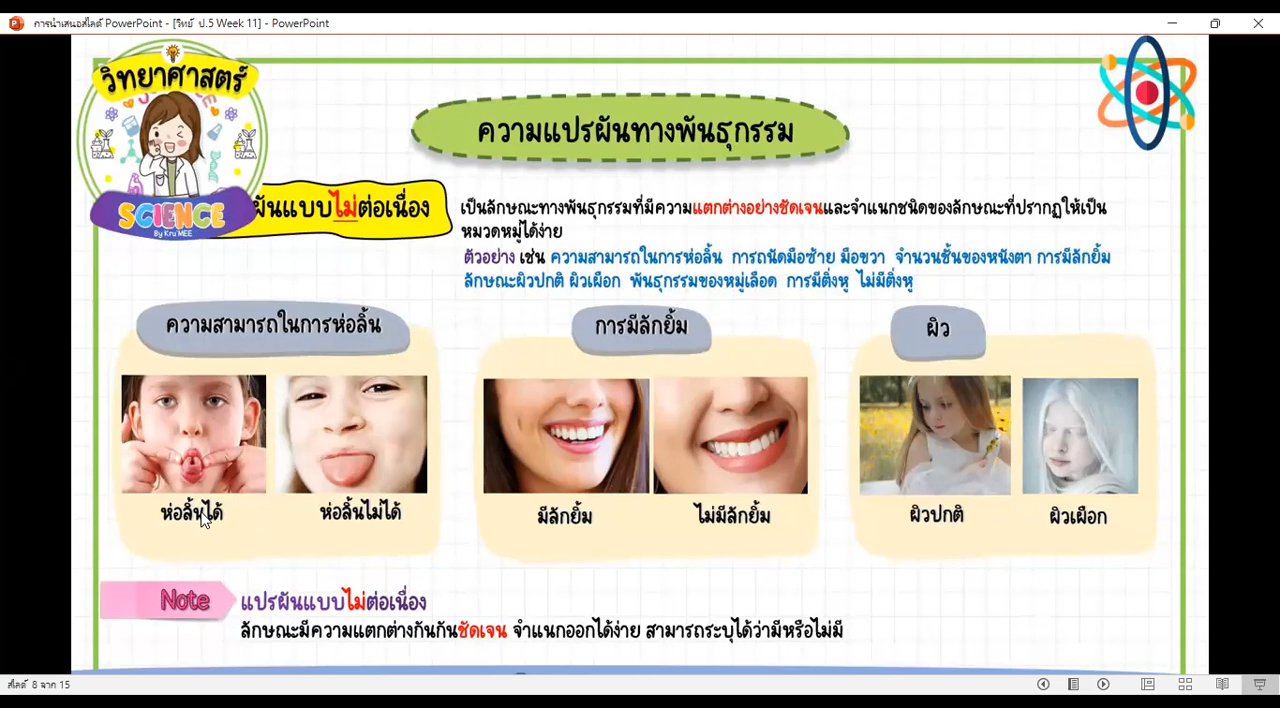 การนำเสนอสไลด์ PowerPoint - [วิทย์ ป.5 Week 11] - PowerPoint
วิทยาศาสตร์
SCIENCE
By Kru MEE
ความแปรผันทางพันธุกรรม
ผันแบบไม่ต่อเนื่อง
เป็นลักษณะทางพันธุกรรมที่มีความแตกต่างอย่างชัดเจนและจำแนกชนิดของลักษณะที่ปรากฏให้เป็น
หมวดหมู่ได้ง่าย
ตัวอย่าง เช่น ความสามารถในการห่อลิ้น การถนัดมือซ้าย มือขวา จำนวนชั้นของหนังตา การมีลักยิ้ม
ลักษณะผิวปกติ ผิวเผือก พันธุกรรมของหมู่เลือด การมีติ่งหู ไม่มีติ่งหู
ความสามารถในการห่อลิ้น
การมีลักยิ้ม
ผิว
ห่อลิ้นได้
ห่อลิ้นไม่ได้
มีลักยิ้ม
ไม่มีลักยิ้ม
ผิวปกติ
ผิวเผือก
Note
แปรผันแบบไม่ต่อเนื่อง
ลักษณะมีความแตกต่างกันกันชัดเจน จำแนกออกได้ง่าย สามารถระบุได้ว่ามีหรือไม่มี
สไลด์ 8 จาก 15